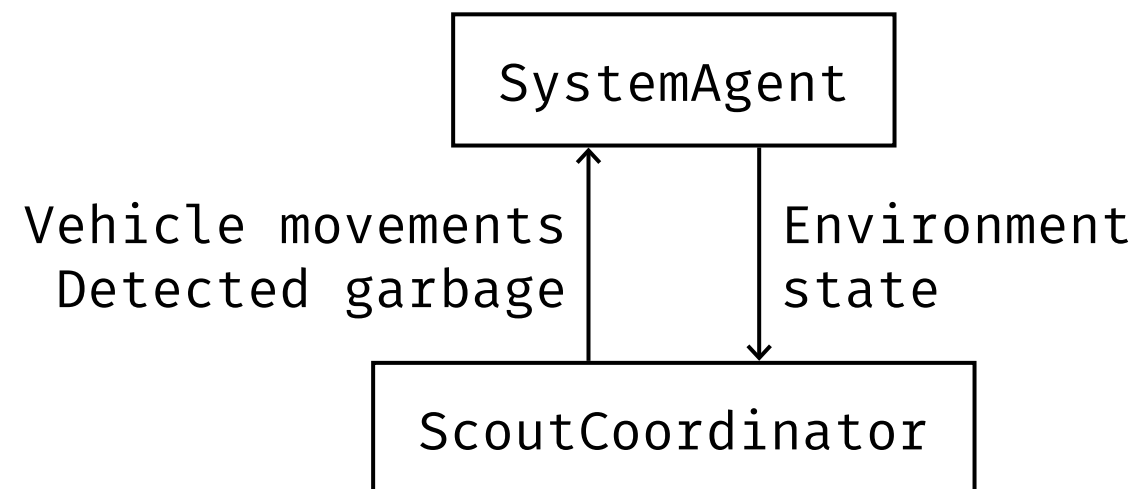 SystemAgent
Vehicle movements
Detected garbage
Environment
state
ScoutCoordinator